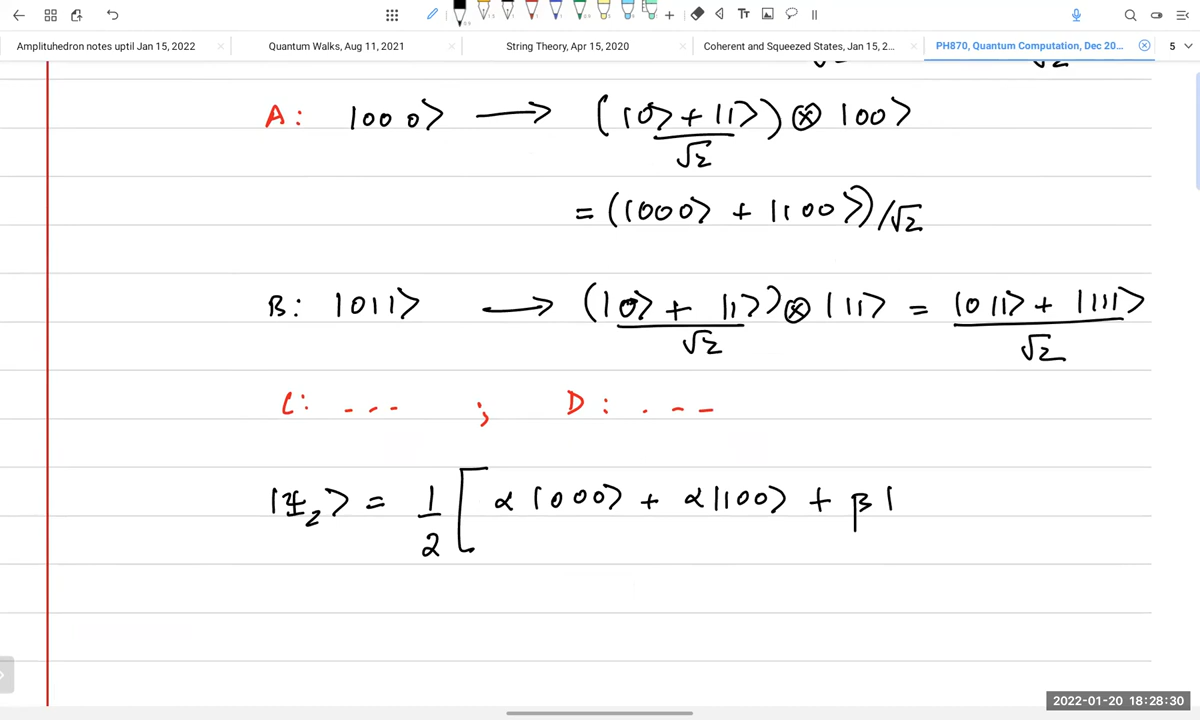 Amplituhedron notes uptil Jan 15, 2022 Quantum Walks, Aug 11, 2021 String Theory, Apr 15, 2020 Coherent and Squeezed States, Jan 15, 2... PH870, Quantum Computation, Dec 20... 5
A: |000⟩ ⟶ (|0⟩ + |1⟩)/√2 ⊗ |00⟩
= (|000⟩ + |100⟩)/√2
B: |011⟩ ⟶ (|0⟩ + |1⟩)/√2 ⊗ |11⟩ = (|011⟩ + |111⟩)/√2
C: --- ; D: . --
|Ψ₂⟩ = 1/2 [ α|000⟩ + α|100⟩ + β|
2022-01-20 18:28:30